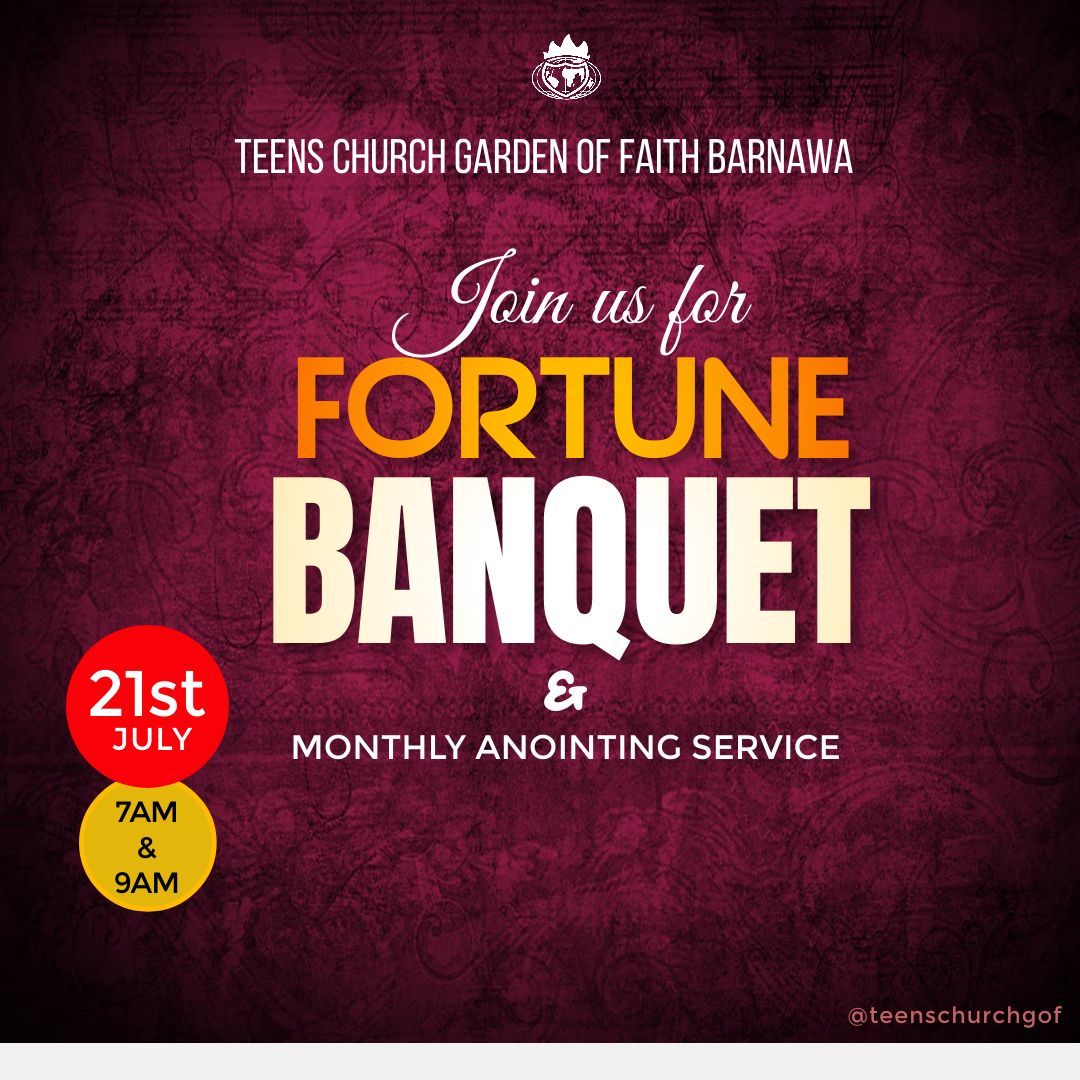 TEENS CHURCH GARDEN OF FAITH BARNAWA
Join us for
FORTUNE
BANQUET
&
MONTHLY ANOINTING SERVICE
21st
JULY
7AM
&
9AM
@teenschurchgof